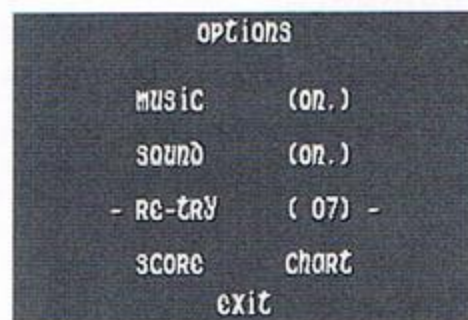 options
music (on.)
sound (on.)
- Re-try ( 07) -
score chart
exit